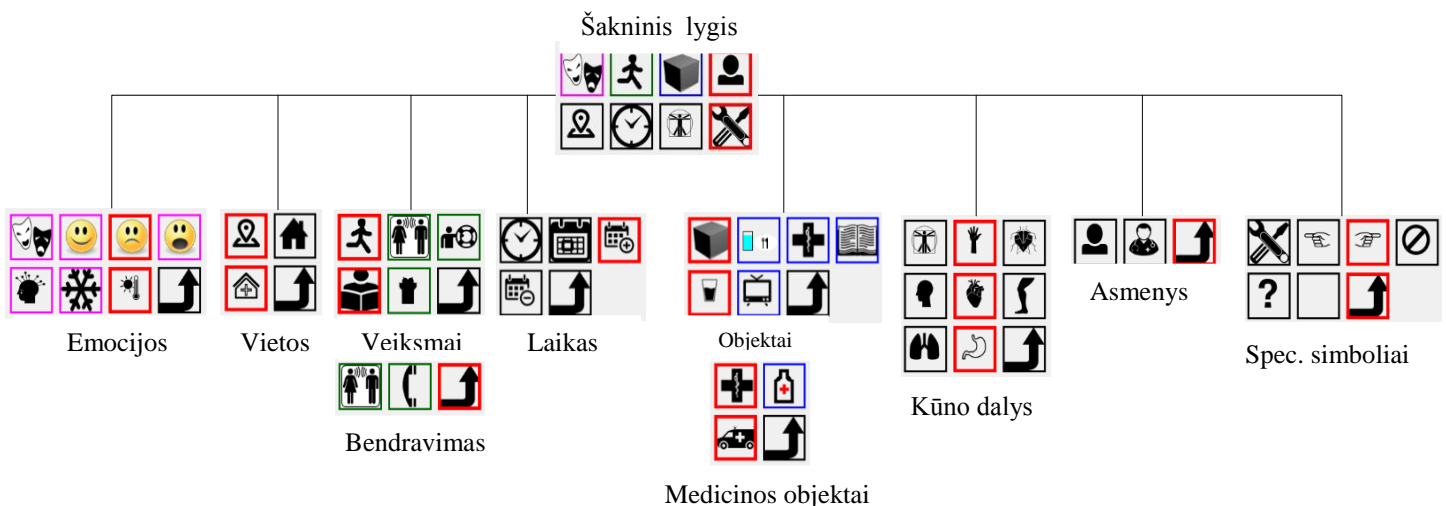 Šakninis lygis
Emocijos
Vietos
Veiksmai
Laikas
Objektai
Kūno dalys
Asmenys
Spec. simboliai
?
Bendravimas
Medicinos objektai